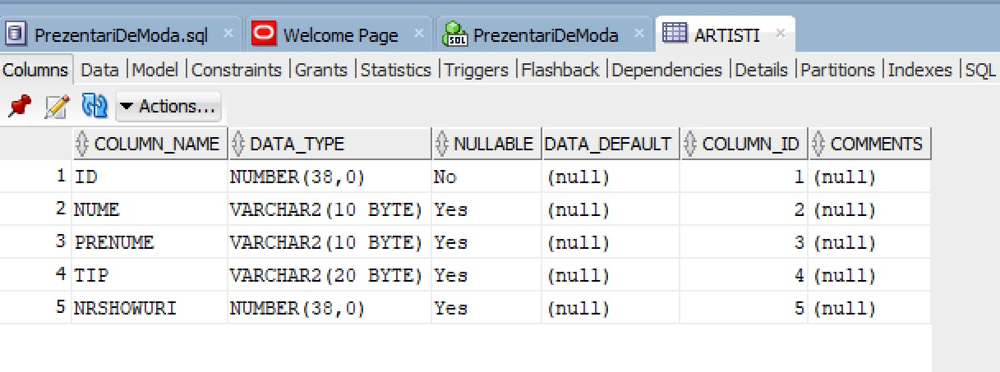 PrezentariDeModa.sql Welcome Page PrezentariDeModa ARTISTI
Columns Data Model Constraints Grants Statistics Triggers Flashback Dependencies Details Partitions Indexes SQL
Actions...
COLUMN_NAME DATA_TYPE NULLABLE DATA_DEFAULT COLUMN_ID COMMENTS
1 ID NUMBER(38,0) No (null) 1 (null)
2 NUME VARCHAR2(10 BYTE) Yes (null) 2 (null)
3 PRENUME VARCHAR2(10 BYTE) Yes (null) 3 (null)
4 TIP VARCHAR2(20 BYTE) Yes (null) 4 (null)
5 NRSHOWURI NUMBER(38,0) Yes (null) 5 (null)